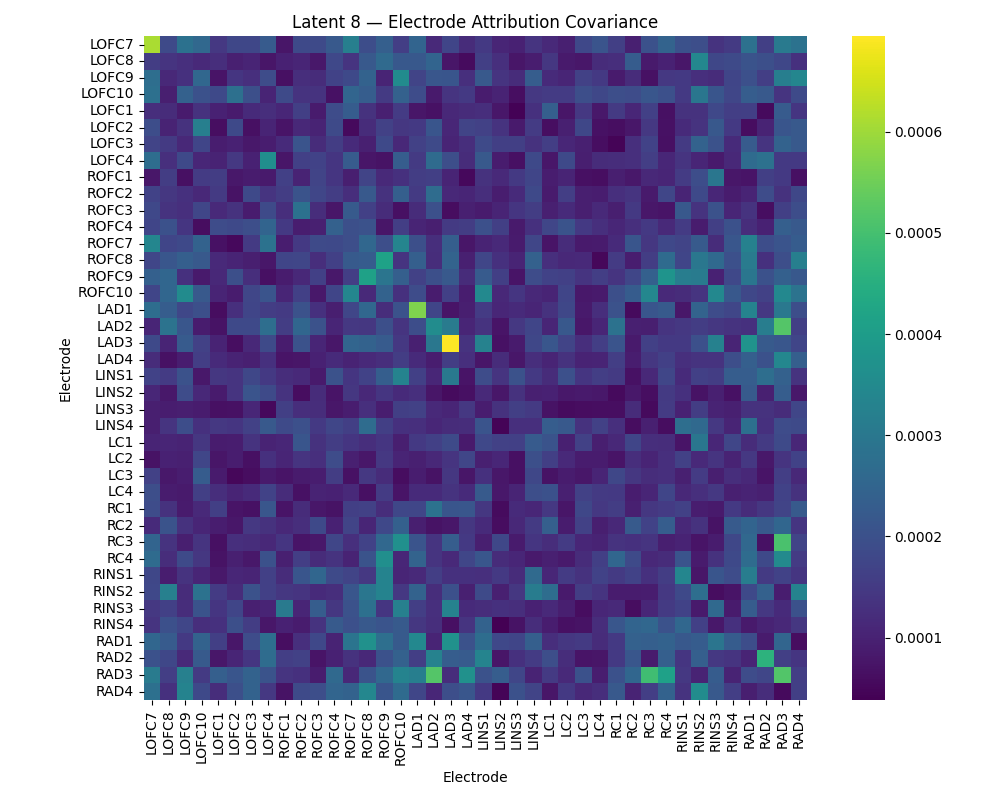 Latent 8 — Electrode Attribution Covariance
LOFC7
LOFC8
LOFC9
LOFC10
LOFC1
LOFC2
LOFC3
LOFC4
ROFC1
ROFC2
ROFC3
ROFC4
ROFC7
ROFC8
ROFC9
ROFC10
LAD1
LAD2
LAD3
LAD4
LINS1
LINS2
LINS3
LINS4
LC1
LC2
LC3
LC4
RC1
RC2
RC3
RC4
RINS1
RINS2
RINS3
RINS4
RAD1
RAD2
RAD3
RAD4
Electrode
LOFC7
LOFC8
LOFC9
LOFC10
LOFC1
LOFC2
LOFC3
LOFC4
ROFC1
ROFC2
ROFC3
ROFC4
ROFC7
ROFC8
ROFC9
ROFC10
LAD1
LAD2
LAD3
LAD4
LINS1
LINS2
LINS3
LINS4
LC1
LC2
LC3
LC4
RC1
RC2
RC3
RC4
RINS1
RINS2
RINS3
RINS4
RAD1
RAD2
RAD3
RAD4
Electrode
0.0006
0.0005
0.0004
0.0003
0.0002
0.0001